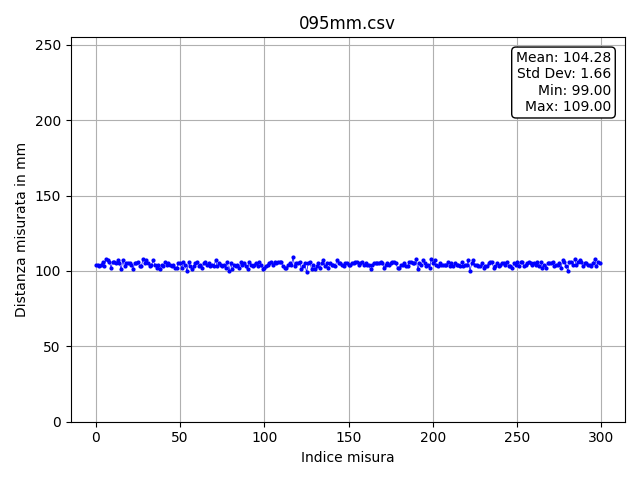 095mm.csv
Mean: 104.28
Std Dev: 1.66
Min: 99.00
Max: 109.00
Distanza misurata in mm
250
200
150
100
50
0
0 50 100 150 200 250 300
Indice misura